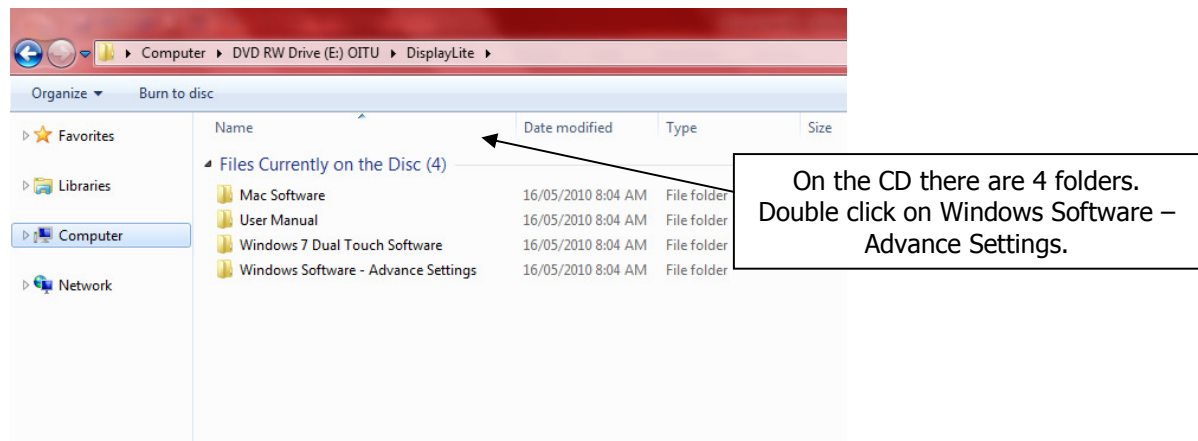 Computer DVD RW Drive (E:) OITU DisplayLite
Organize Burn to disc
Favorites
Libraries
Computer
Network
Name Date modified Type Size
Files Currently on the Disc (4)
Mac Software 16/05/2010 8:04 AM File folder
User Manual 16/05/2010 8:04 AM File folder
Windows 7 Dual Touch Software 16/05/2010 8:04 AM File folder
Windows Software - Advance Settings 16/05/2010 8:04 AM File folder
On the CD there are 4 folders.
Double click on Windows Software –
Advance Settings.